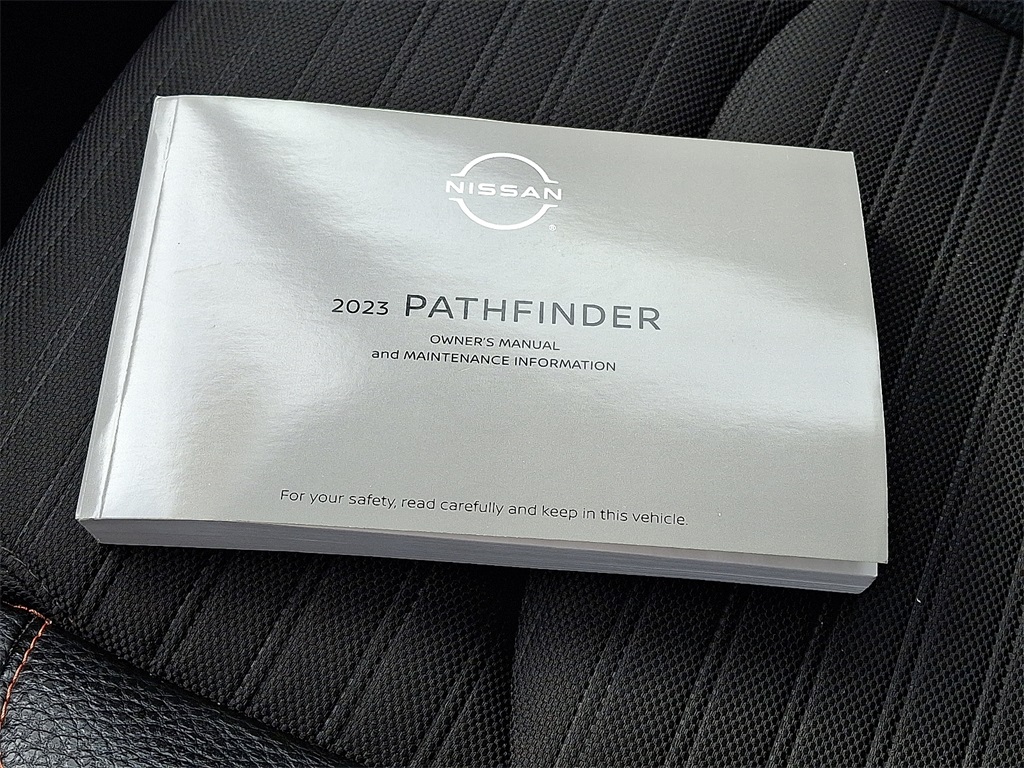 NISSAN
®
2023 PATHFINDER
OWNER'S MANUAL
and MAINTENANCE INFORMATION
For your safety, read carefully and keep in this vehicle.